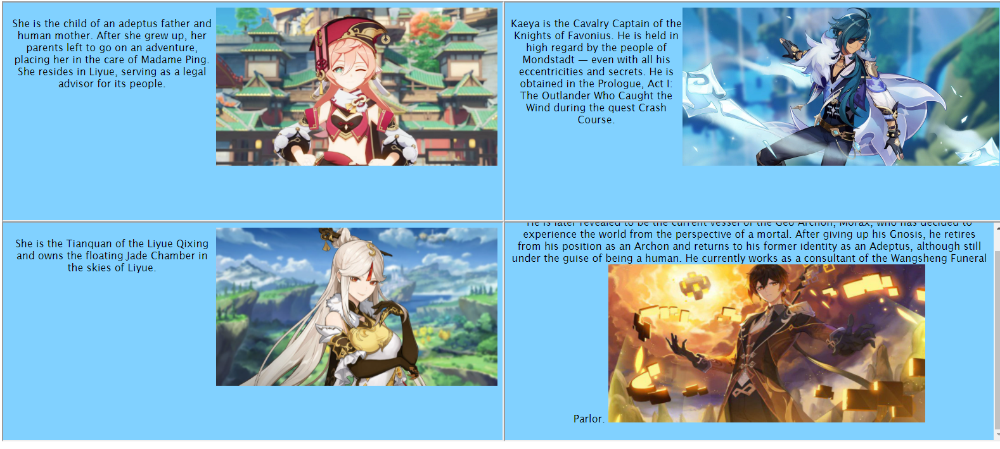 She is the child of an adeptus father and
human mother. After she grew up, her
parents left to go on an adventure,
placing her in the care of Madame Ping.
She resides in Liyue, serving as a legal
advisor for its people.
Kaeya is the Cavalry Captain of the
Knights of Favonius. He is held in
high regard by the people of
Mondstadt — even with all his
eccentricities and secrets. He is
obtained in the Prologue, Act I:
The Outlander Who Caught the
Wind during the quest Crash
Course.
She is the Tianquan of the Liyue Qixing
and owns the floating Jade Chamber in
the skies of Liyue.
He is later revealed to be the current vessel of the Geo Archon, Morax, who has decided to
experience the world from the perspective of a mortal. After giving up his Gnosis, he retires
from his position as an Archon and returns to his former identity as an Adeptus, although still
under the guise of being a human. He currently works as a consultant of the Wangsheng Funeral
Parlor.